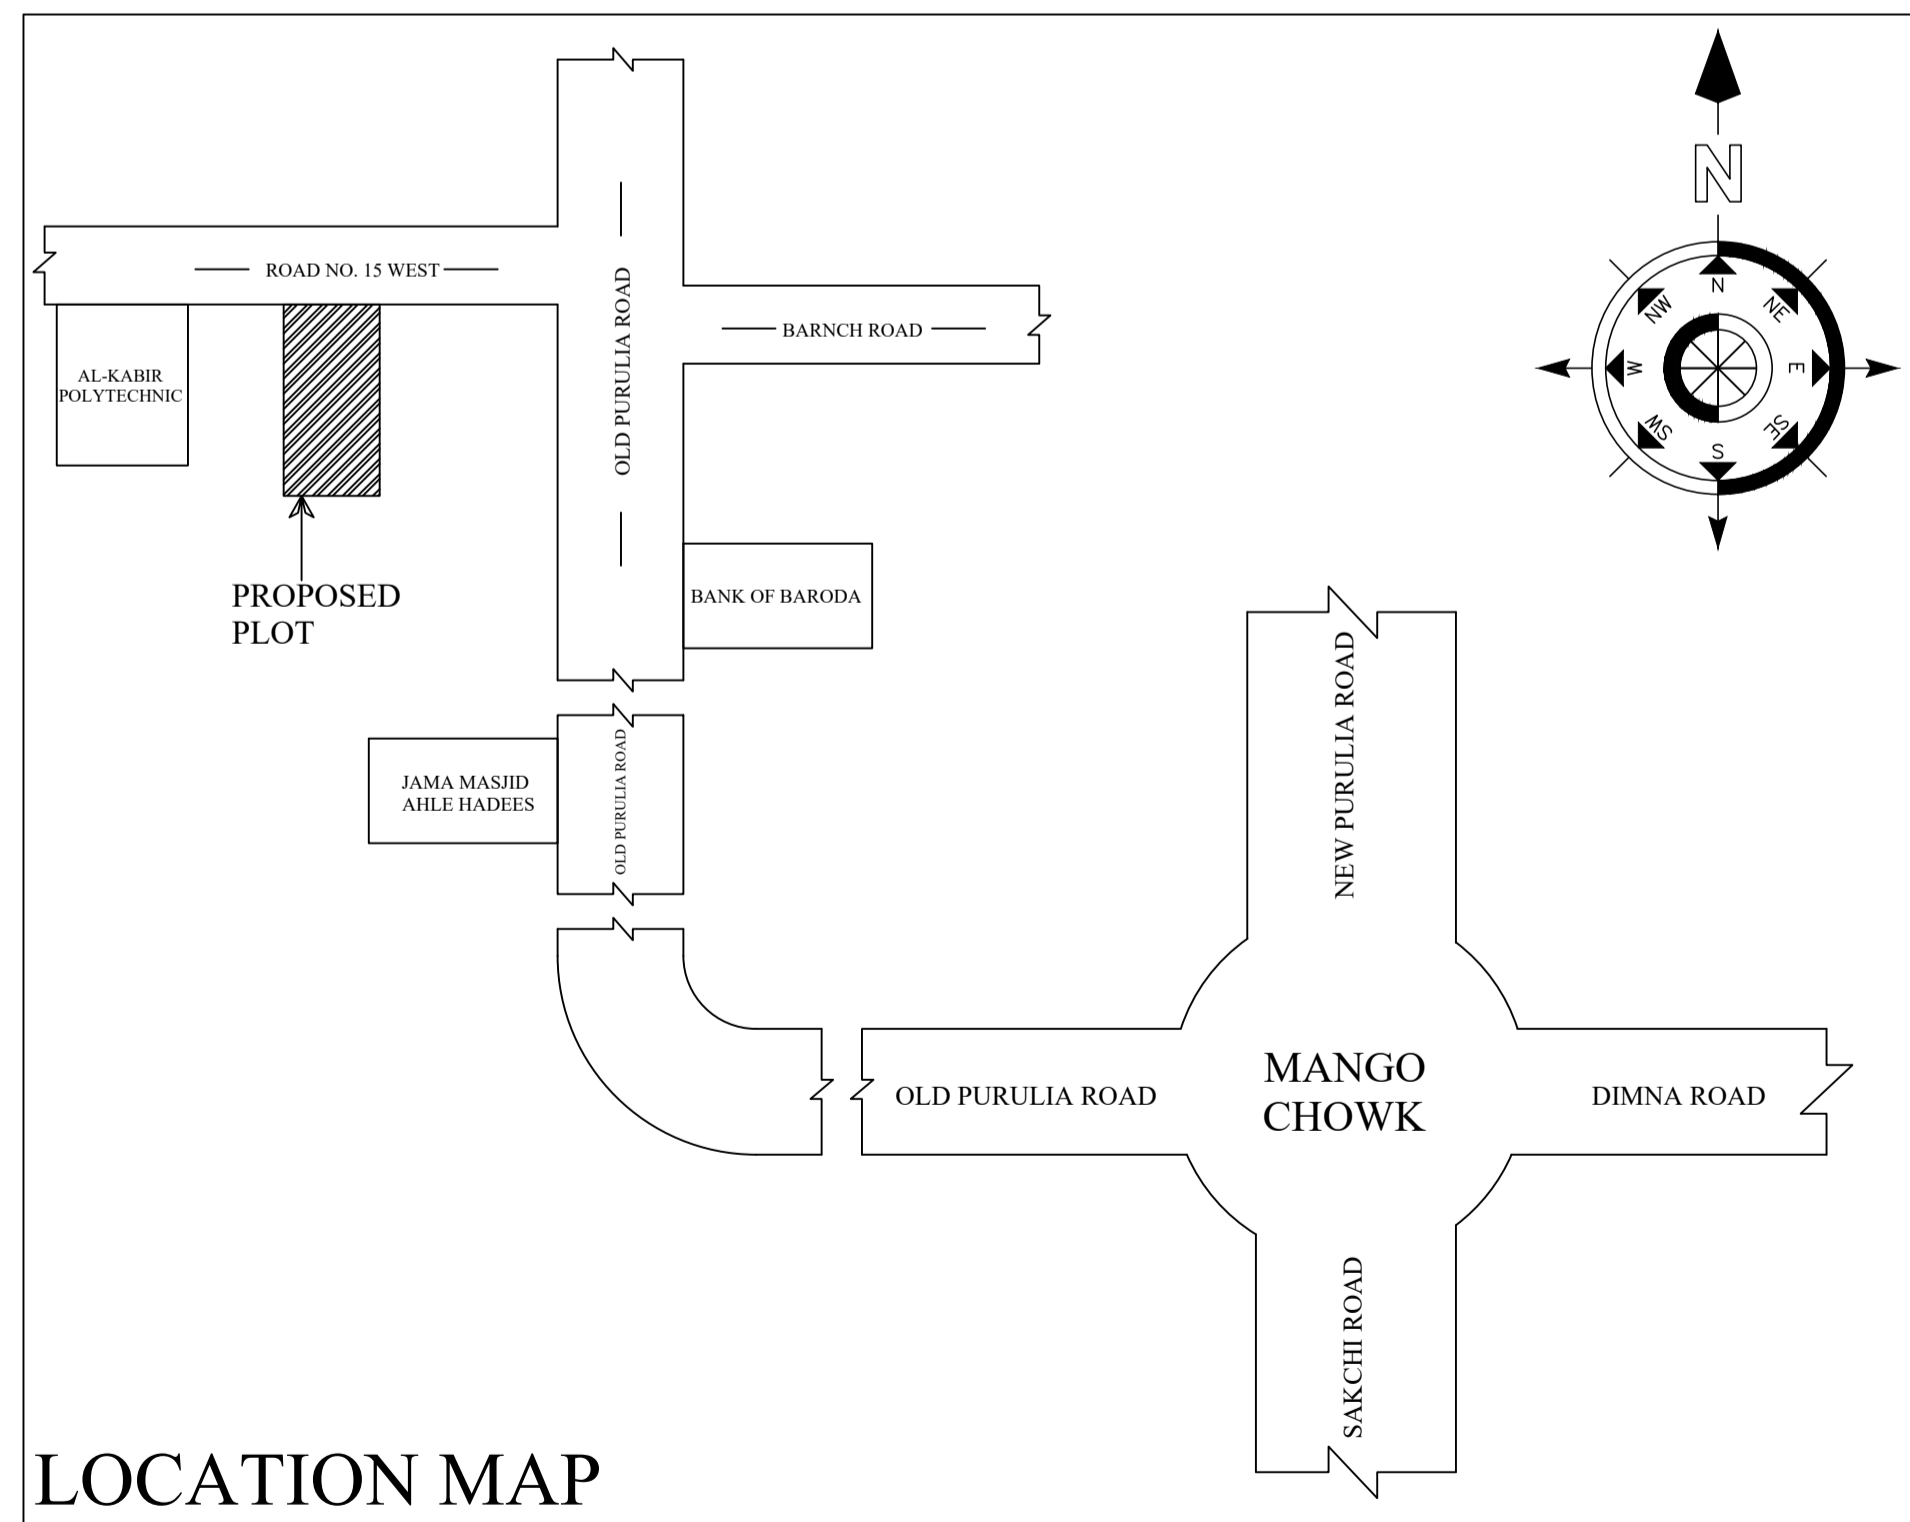 N
N
NE
E
SE
S
SW
W
NW
ROAD NO. 15 WEST
OLD PURULIA ROAD
BARNCH ROAD
AL-KABIR
POLYTECHNIC
PROPOSED
PLOT
BANK OF BARODA
JAMA MASJID
AHLE HADEES
OLD PURULIA ROAD
NEW PURULIA ROAD
OLD PURULIA ROAD
MANGO
CHOWK
DIMNA ROAD
SAKCHI ROAD
LOCATION MAP